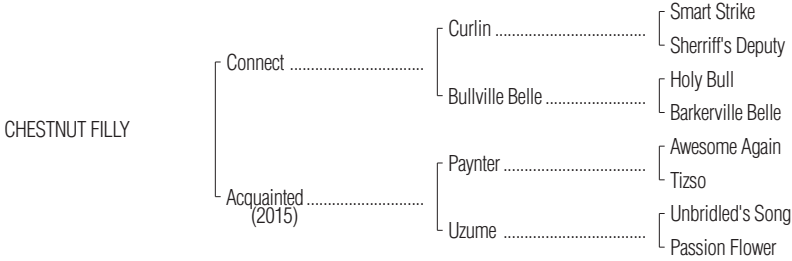 Smart Strike
Curlin ..........................................
Sherriff's Deputy
Connect ................................
Holy Bull
Bullville Belle ............................
Barkerville Belle
CHESTNUT FILLY
Awesome Again
Paynter ........................................
Tizso
Acquainted ............................
(2015)
Unbridled's Song
Uzume ........................................
Passion Flower